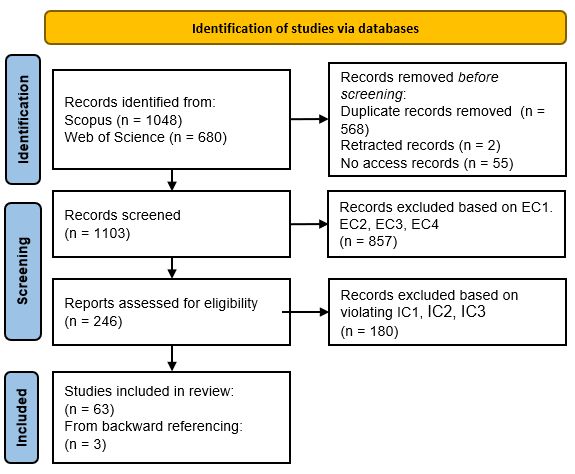 Identification of studies via databases
Identification
Records identified from:
Scopus (n = 1048)
Web of Science (n = 680)
Records removed before
screening:
Duplicate records removed (n =
568)
Retracted records (n = 2)
No access records (n = 55)
Screening
Records screened
(n = 1103)
Records excluded based on EC1.
EC2, EC3, EC4
(n = 857)
Reports assessed for eligibility
(n = 246)
Records excluded based on
violating IC1, IC2, IC3
(n = 180)
Included
Studies included in review:
(n = 63)
From backward referencing:
(n = 3)